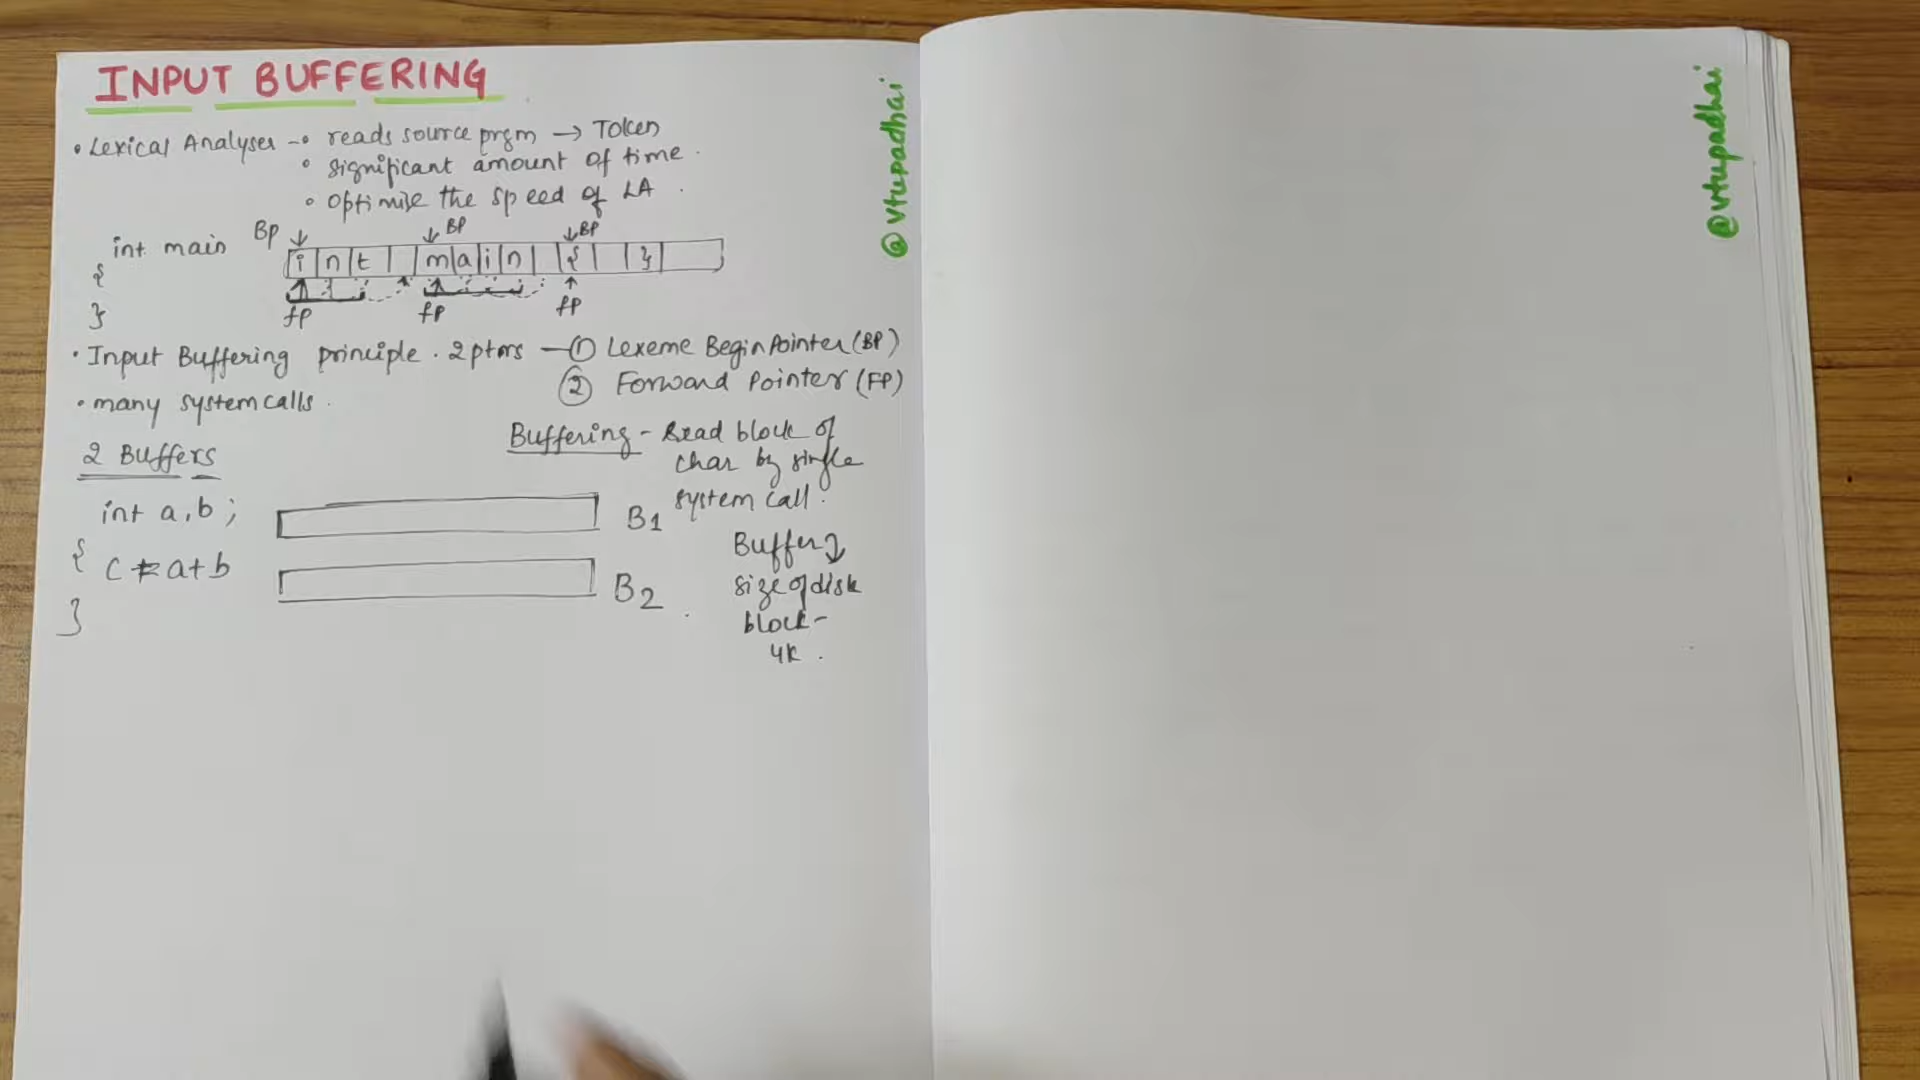 INPUT BUFFERING
• Lexical Analyser - • reads source prgm → Token
• significant amount of time.
• optimize the speed of LA.
int main
{
}
BP BP BP
i n t m a i n { }
fp fp fp
• Input Buffering principle. 2 ptrs - ① Lexeme Begin Pointer (BP)
② Forward Pointer (FP)
• many system calls.
Buffering - Read block of
char by single
system call.
2 Buffers
int a,b;
{
c = a+b
}
B1
B2
Buffer
size of disk
block -
4K.
@vtupadhai
@vtupadhai